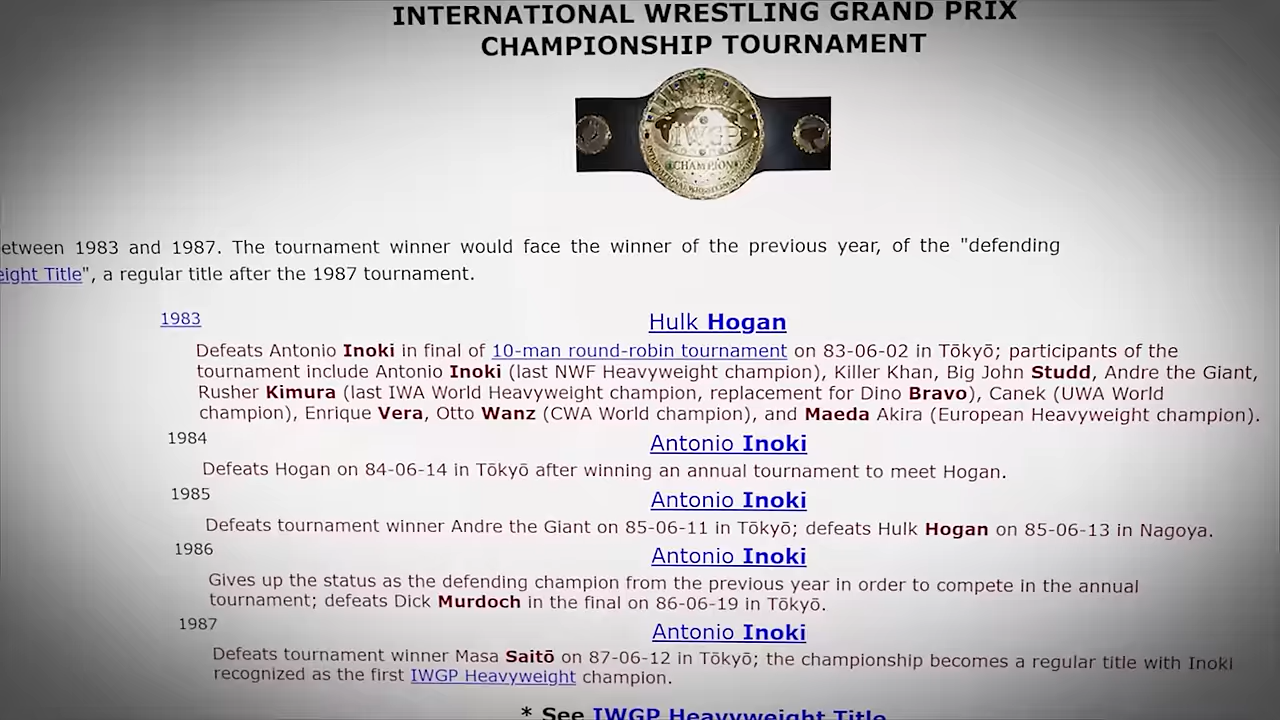 INTERNATIONAL WRESTLING GRAND PRIX
CHAMPIONSHIP TOURNAMENT
IWGP
CHAMPION
etween 1983 and 1987. The tournament winner would face the winner of the previous year, of the "defending
eight Title", a regular title after the 1987 tournament.
1983
Hulk Hogan
Defeats Antonio Inoki in final of 10-man round-robin tournament on 83-06-02 in Tōkyō; participants of the
tournament include Antonio Inoki (last NWF Heavyweight champion), Killer Khan, Big John Studd, Andre the Giant,
Rusher Kimura (last IWA World Heavyweight champion, replacement for Dino Bravo), Canek (UWA World
champion), Enrique Vera, Otto Wanz (CWA World champion), and Maeda Akira (European Heavyweight champion).
1984
Antonio Inoki
Defeats Hogan on 84-06-14 in Tōkyō after winning an annual tournament to meet Hogan.
1985
Antonio Inoki
Defeats tournament winner Andre the Giant on 85-06-11 in Tōkyō; defeats Hulk Hogan on 85-06-13 in Nagoya.
1986
Antonio Inoki
Gives up the status as the defending champion from the previous year in order to compete in the annual
tournament; defeats Dick Murdoch in the final on 86-06-19 in Tōkyō.
1987
Antonio Inoki
Defeats tournament winner Masa Saitō on 87-06-12 in Tōkyō; the championship becomes a regular title with Inoki
recognized as the first IWGP Heavyweight champion.
* See IWGP Heavyweight Title